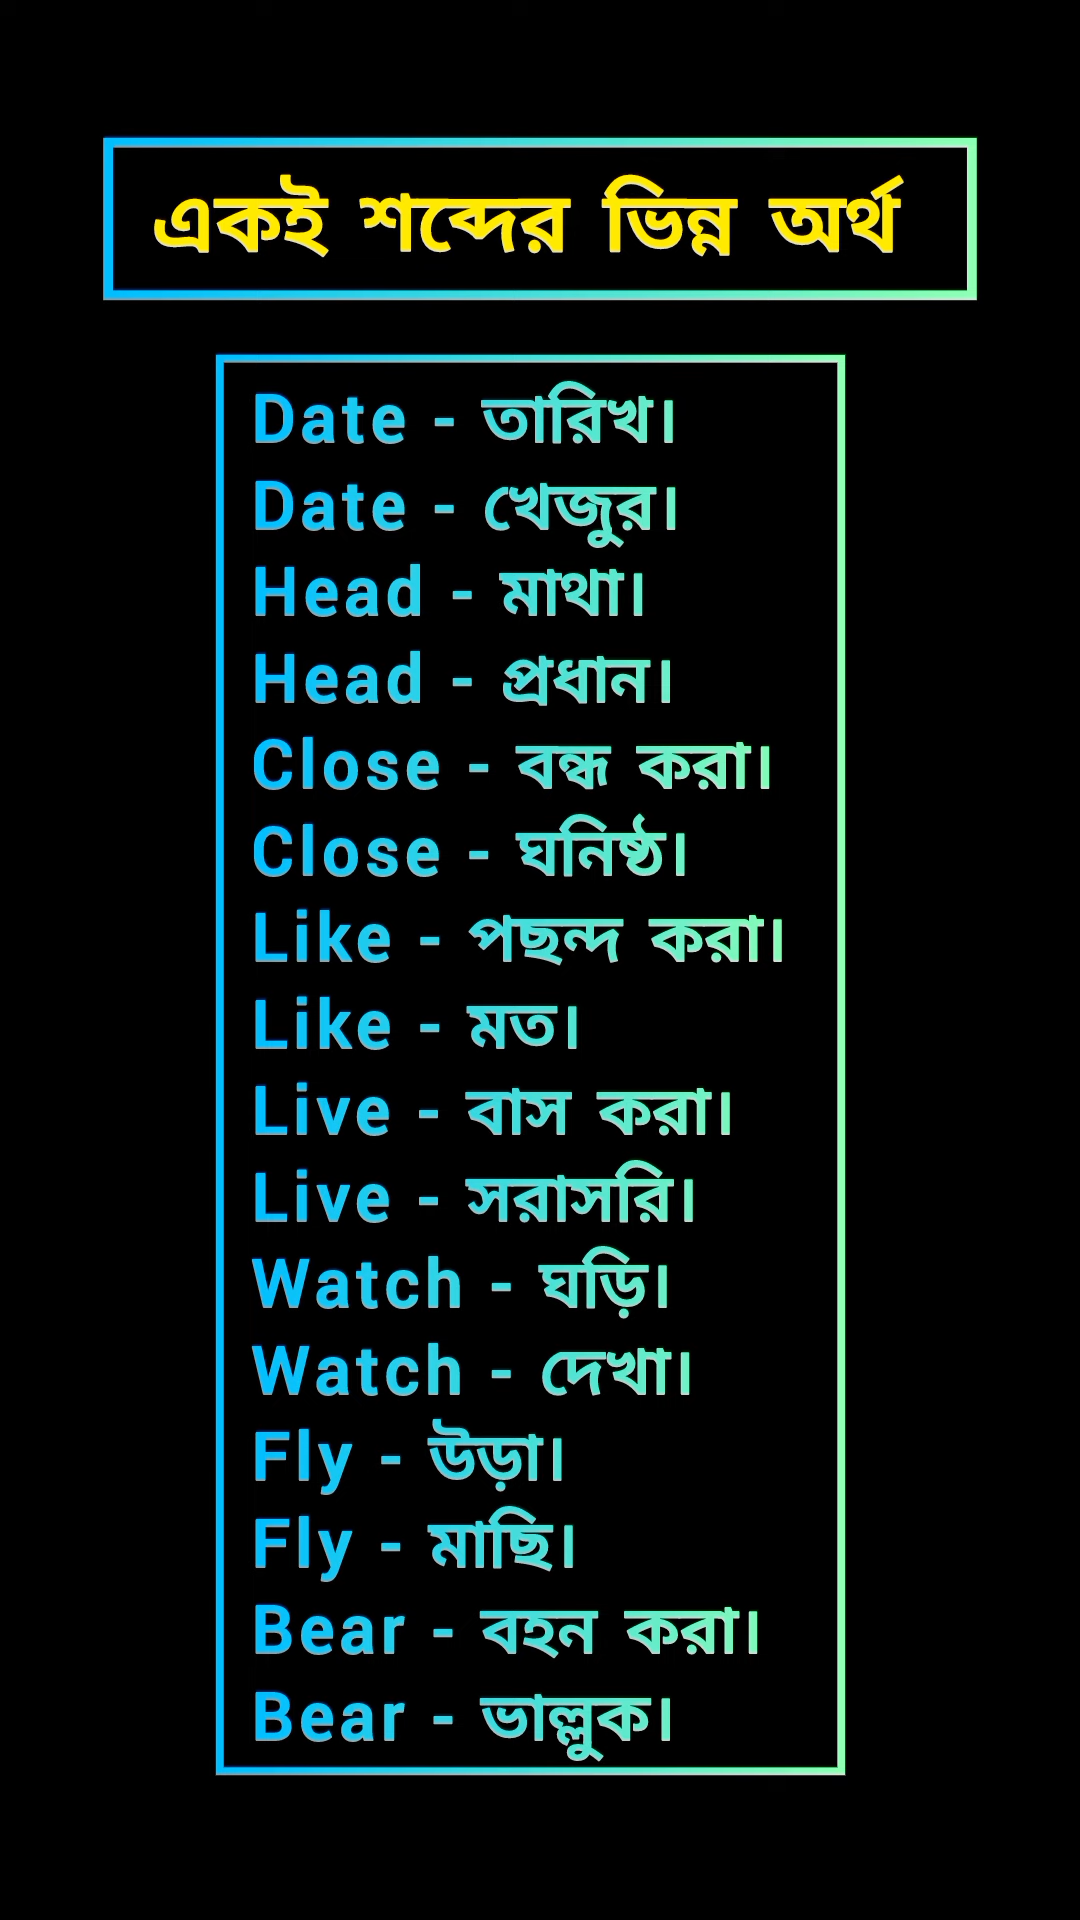 একই শব্দের ভিন্ন অর্থ
Date - তারিখ।
Date - খেজুর।
Head - মাথা।
Head - প্রধান।
Close - বন্ধ করা।
Close - ঘনিষ্ঠ।
Like - পছন্দ করা।
Like - মত।
Live - বাস করা।
Live - সরাসরি।
Watch - ঘড়ি।
Watch - দেখা।
Fly - উড়া।
Fly - মাছি।
Bear - বহন করা।
Bear - ভাল্লুক।